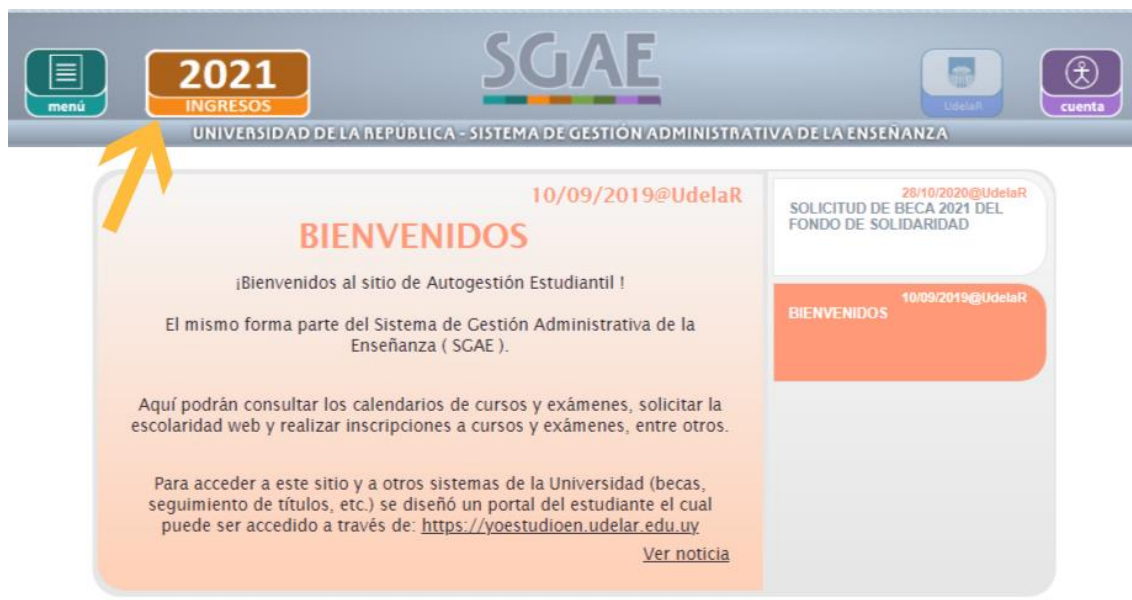 menú
2021
INGRESOS
SGAE
UdelaR
cuenta
UNIVERSIDAD DE LA REPÚBLICA - SISTEMA DE GESTIÓN ADMINISTRATIVA DE LA ENSEÑANZA
10/09/2019@UdelaR
BIENVENIDOS
¡Bienvenidos al sitio de Autogestión Estudiantil !
El mismo forma parte del Sistema de Gestión Administrativa de la
Enseñanza ( SGAE ).
Aquí podrán consultar los calendarios de cursos y exámenes, solicitar la
escolaridad web y realizar inscripciones a cursos y exámenes, entre otros.
Para acceder a este sitio y a otros sistemas de la Universidad (becas,
seguimiento de títulos, etc.) se diseñó un portal del estudiante el cual
puede ser accedido a través de: https://yoestudioen.udelar.edu.uy
Ver noticia
28/10/2020@UdelaR
SOLICITUD DE BECA 2021 DEL
FONDO DE SOLIDARIDAD
10/09/2019@UdelaR
BIENVENIDOS